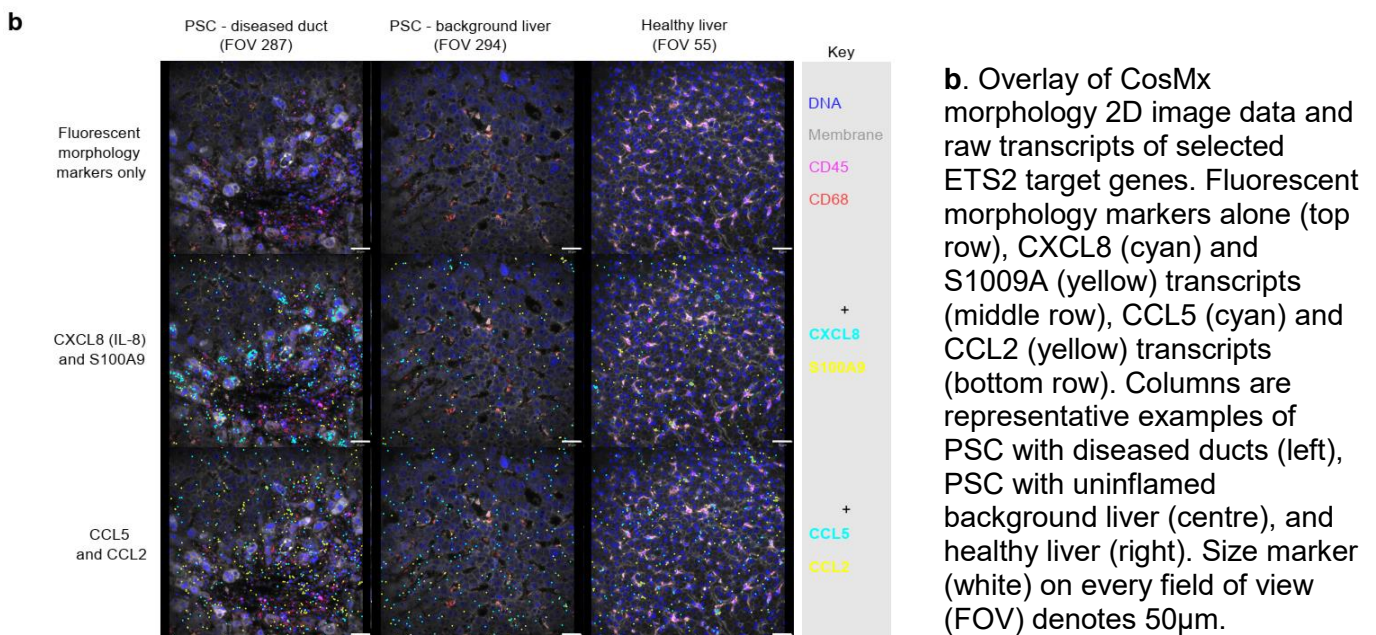 b
PSC - diseased duct
(FOV 287)
PSC - background liver
(FOV 294)
Healthy liver
(FOV 55)
Key
Fluorescent
morphology
markers only
DNA
Membrane
CD45
CD68
CXCL8 (IL-8)
and S100A9
+
CXCL8
S100A9
CCL5
and CCL2
+
CCL5
CCL2
b. Overlay of CosMx
morphology 2D image data and
raw transcripts of selected
ETS2 target genes. Fluorescent
morphology markers alone (top
row), CXCL8 (cyan) and
S1009A (yellow) transcripts
(middle row), CCL5 (cyan) and
CCL2 (yellow) transcripts
(bottom row). Columns are
representative examples of
PSC with diseased ducts (left),
PSC with uninflamed
background liver (centre), and
healthy liver (right). Size marker
(white) on every field of view
(FOV) denotes 50µm.